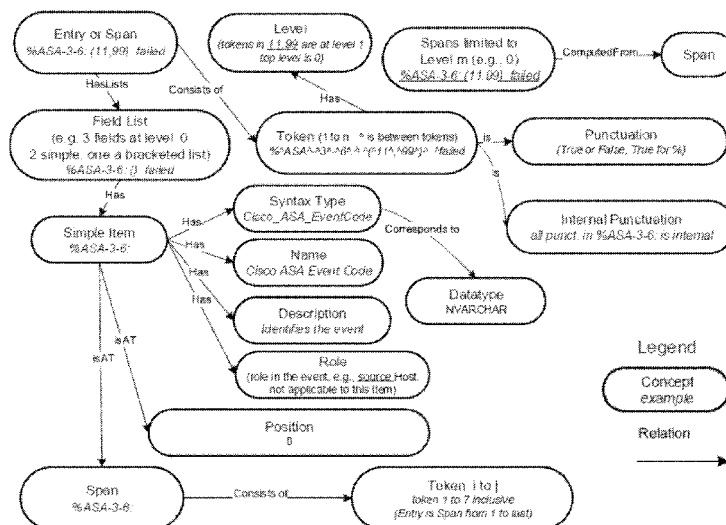 Entry or Span
%ASA-3-6: (11,99) failed
Level
(tokens in 11,99 are at level 1
top level is 0)
Spans limited to
Level m (e.g., 0)
%ASA-3-6: (11,99) failed
ComputedFrom
Span
HasLists
Consists of
Has
Field List
(e.g. 3 fields at level 0
2 simple, one a bracketed list)
%ASA-3-6: () failed
Token (1 to n ^ is between tokens)
is
Punctuation
(True or False, True for %)
is
Internal Punctuation
all punct. in %ASA-3-6: is internal
Has
Simple Item
%ASA-3-6:
Has
Syntax Type
Cisco_ASA_EventCode
Corresponds to
Has
Name
Cisco ASA Event Code
Datatype
NVARCHAR
Has
Description
Identifies the event
Has
Role
(role in the event, e.g., source Host,
not applicable to this item)
isAT
isAT
Position
0
Span
%ASA-3-6:
Consists of
Token i to j
token 1 to 7 inclusive
(Entry is Span from 1 to last)
Legend
Concept
example
Relation